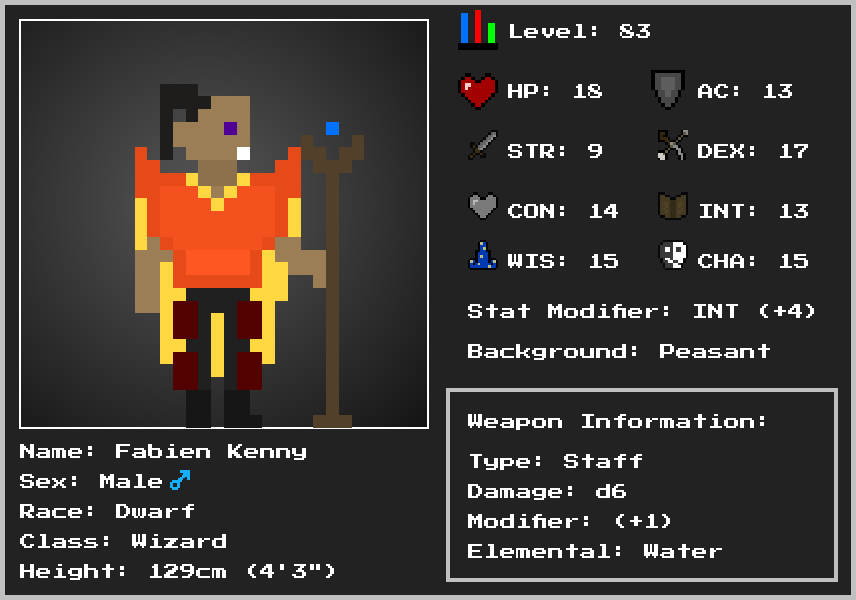 Level: 83
HP: 18 AC: 13
STR: 9 DEX: 17
CON: 14 INT: 13
WIS: 15 CHA: 15
Stat Modifier: INT (+4)
Background: Peasant
Weapon Information:
Type: Staff
Damage: d6
Modifier: (+1)
Elemental: Water
Name: Fabien Kenny
Sex: Male ♂
Race: Dwarf
Class: Wizard
Height: 129cm (4'3")